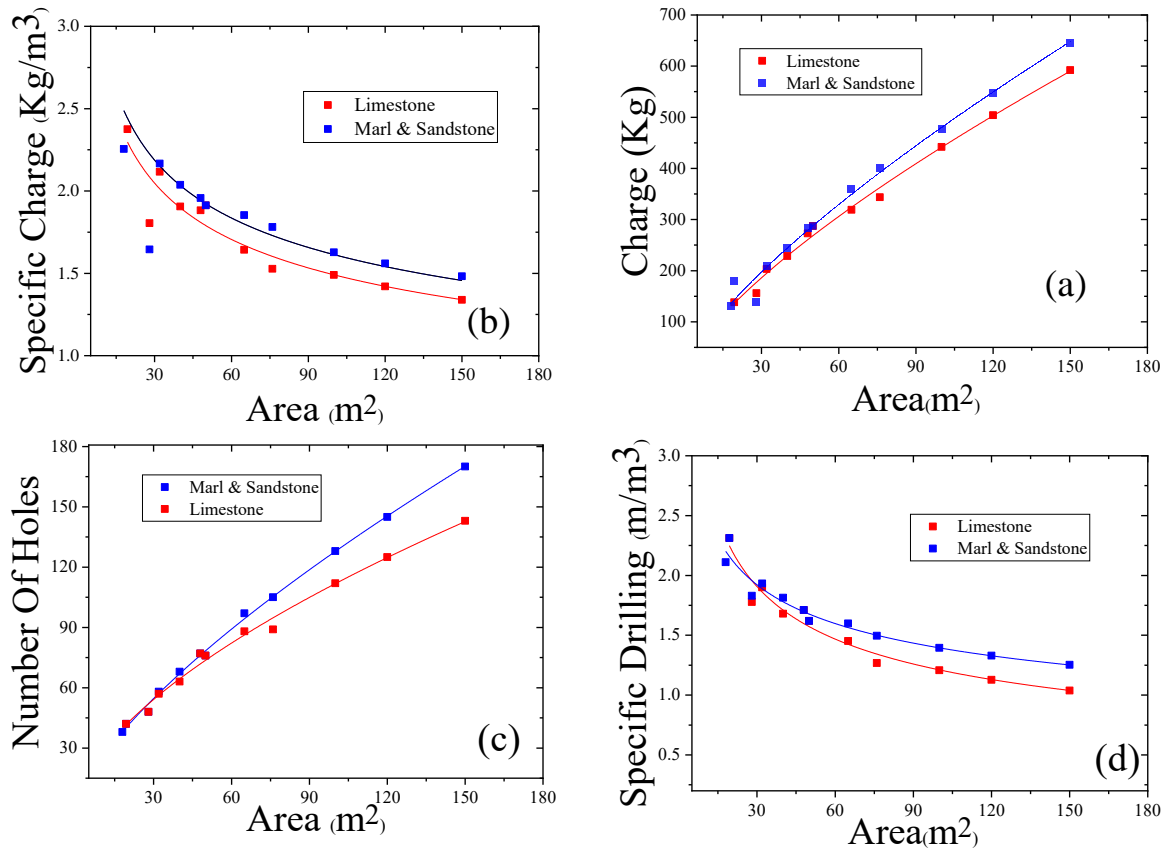 3.0
2.5
2.0
1.5
1.0
30 60 90 120 150 180
Specific Charge (Kg/m3)
Area (m2)
Limestone
Marl & Sandstone
(b)
700
600
500
400
300
200
100
30 60 90 120 150 180
Charge (Kg)
Area(m2)
Limestone
Marl & Sandstone
(a)
180
150
120
90
60
30
30 60 90 120 150 180
Number Of Holes
Area (m2)
Marl & Sandstone
Limestone
(c)
3.0
2.5
2.0
1.5
1.0
0.5
30 60 90 120 150 180
Specific Drilling (m/m3)
Area(m2)
Limestone
Marl & Sandstone
(d)